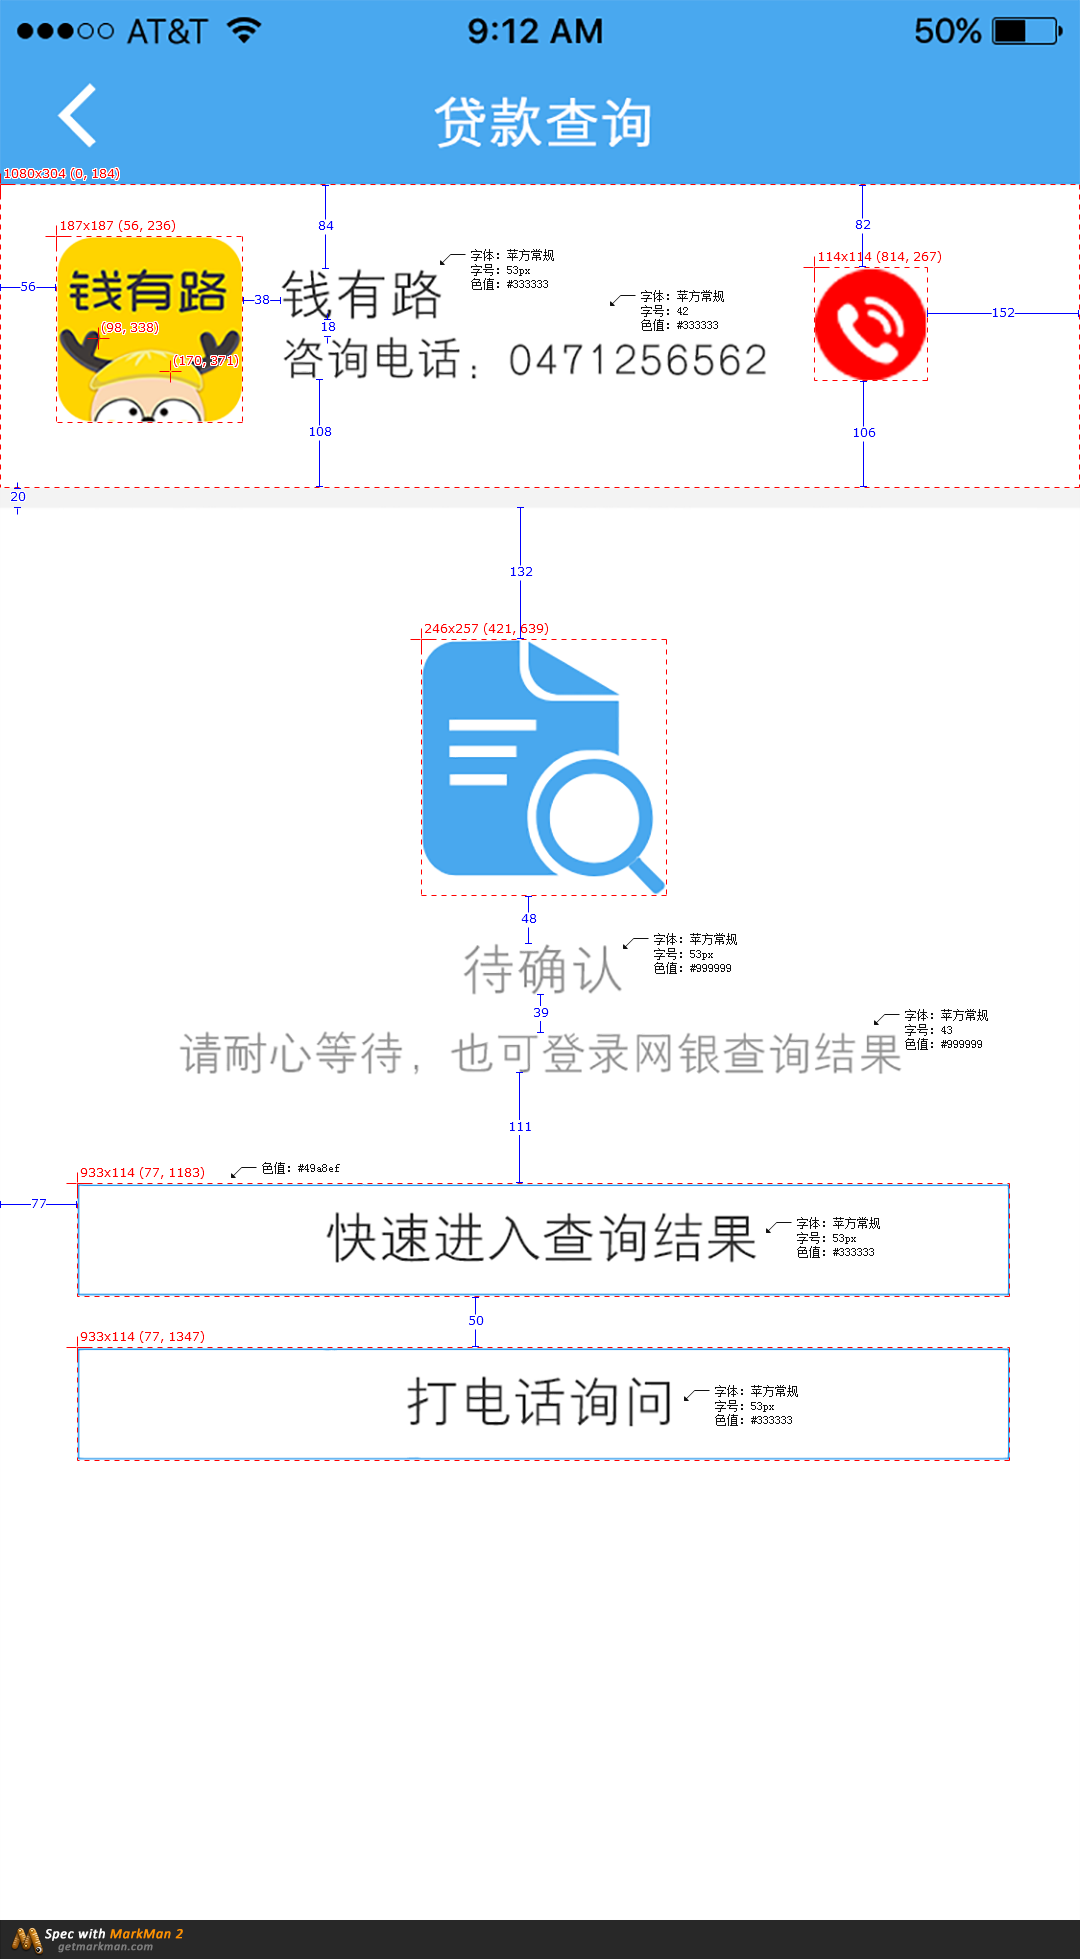 AT&T 9:12 AM 50%
贷款查询
1080x304 (0, 184)
187x187 (56, 236)
84
82
字体: 苹方常规
字号: 53px
色值: #333333
114x114 (814, 267)
56
钱有路
38
钱有路
字体: 苹方常规
字号: 42
色值: #333333
152
(98, 338)
18
(170, 371)
咨询电话：0471256562
108
106
20
132
246x257 (421, 639)
48
字体: 苹方常规
字号: 53px
色值: #999999
待确认
39
字体: 苹方常规
字号: 43
色值: #999999
请耐心等待，也可登录网银查询结果
111
933x114 (77, 1183)
色值: #49a8ef
77
快速进入查询结果
字体: 苹方常规
字号: 53px
色值: #333333
50
933x114 (77, 1347)
打电话询问
字体: 苹方常规
字号: 53px
色值: #333333
Spec with MarkMan 2
getmarkman.com